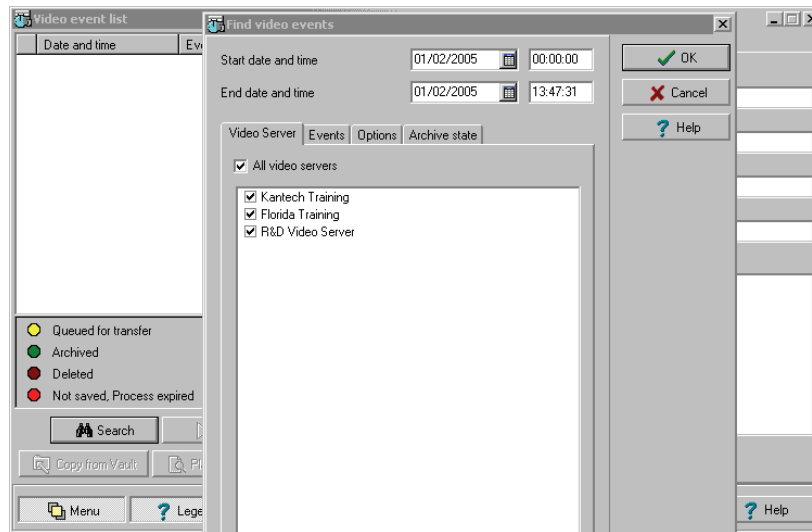 Video event list
Date and time
Find video events
Start date and time
01/02/2005
00:00:00
End date and time
01/02/2005
13:47:31
OK
Cancel
Help
Video Server
Events
Options
Archive state
All video servers
Kantech Training
Florida Training
R&D Video Server
Queued for transfer
Archived
Deleted
Not saved, Process expired
Search
Copy from Vault
Menu
Help